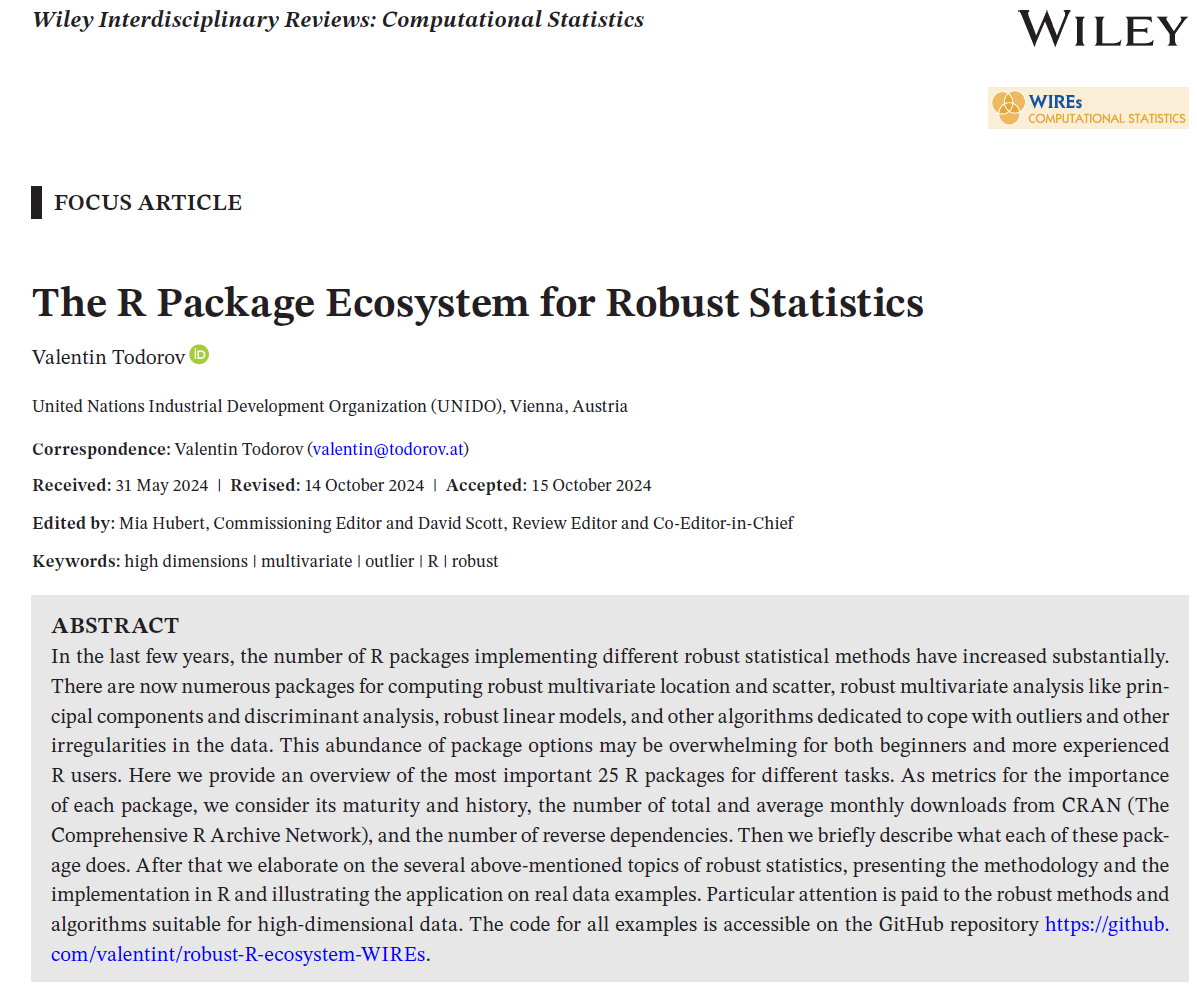 Wiley Interdisciplinary Reviews: Computational Statistics
WILEY
WIREs
COMPUTATIONAL STATISTICS
FOCUS ARTICLE
The R Package Ecosystem for Robust Statistics
Valentin Todorov iD
United Nations Industrial Development Organization (UNIDO), Vienna, Austria
Correspondence: Valentin Todorov (valentin@todorov.at)
Received: 31 May 2024 | Revised: 14 October 2024 | Accepted: 15 October 2024
Edited by: Mia Hubert, Commissioning Editor and David Scott, Review Editor and Co-Editor-in-Chief
Keywords: high dimensions | multivariate | outlier | R | robust
ABSTRACT
In the last few years, the number of R packages implementing different robust statistical methods have increased substantially.
There are now numerous packages for computing robust multivariate location and scatter, robust multivariate analysis like prin-
cipal components and discriminant analysis, robust linear models, and other algorithms dedicated to cope with outliers and other
irregularities in the data. This abundance of package options may be overwhelming for both beginners and more experienced
R users. Here we provide an overview of the most important 25 R packages for different tasks. As metrics for the importance
of each package, we consider its maturity and history, the number of total and average monthly downloads from CRAN (The
Comprehensive R Archive Network), and the number of reverse dependencies. Then we briefly describe what each of these pack-
age does. After that we elaborate on the several above-mentioned topics of robust statistics, presenting the methodology and the
implementation in R and illustrating the application on real data examples. Particular attention is paid to the robust methods and
algorithms suitable for high-dimensional data. The code for all examples is accessible on the GitHub repository https://github.
com/valentint/robust-R-ecosystem-WIREs.